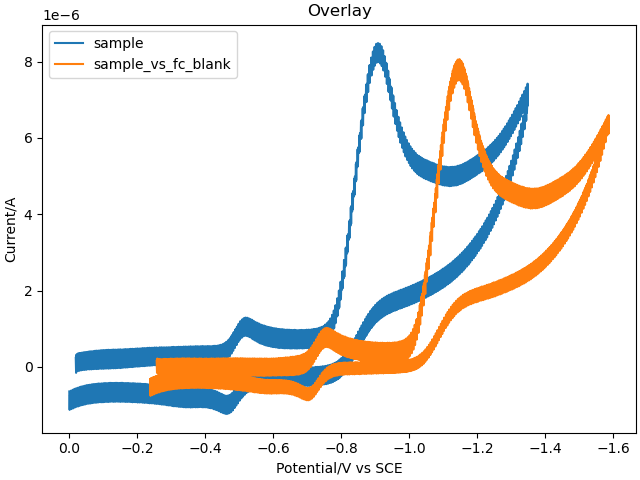 Overlay
1e−6
sample
sample_vs_fc_blank
8
6
4
2
0
Current/A
0.0 −0.2 −0.4 −0.6 −0.8 −1.0 −1.2 −1.4 −1.6
Potential/V vs SCE